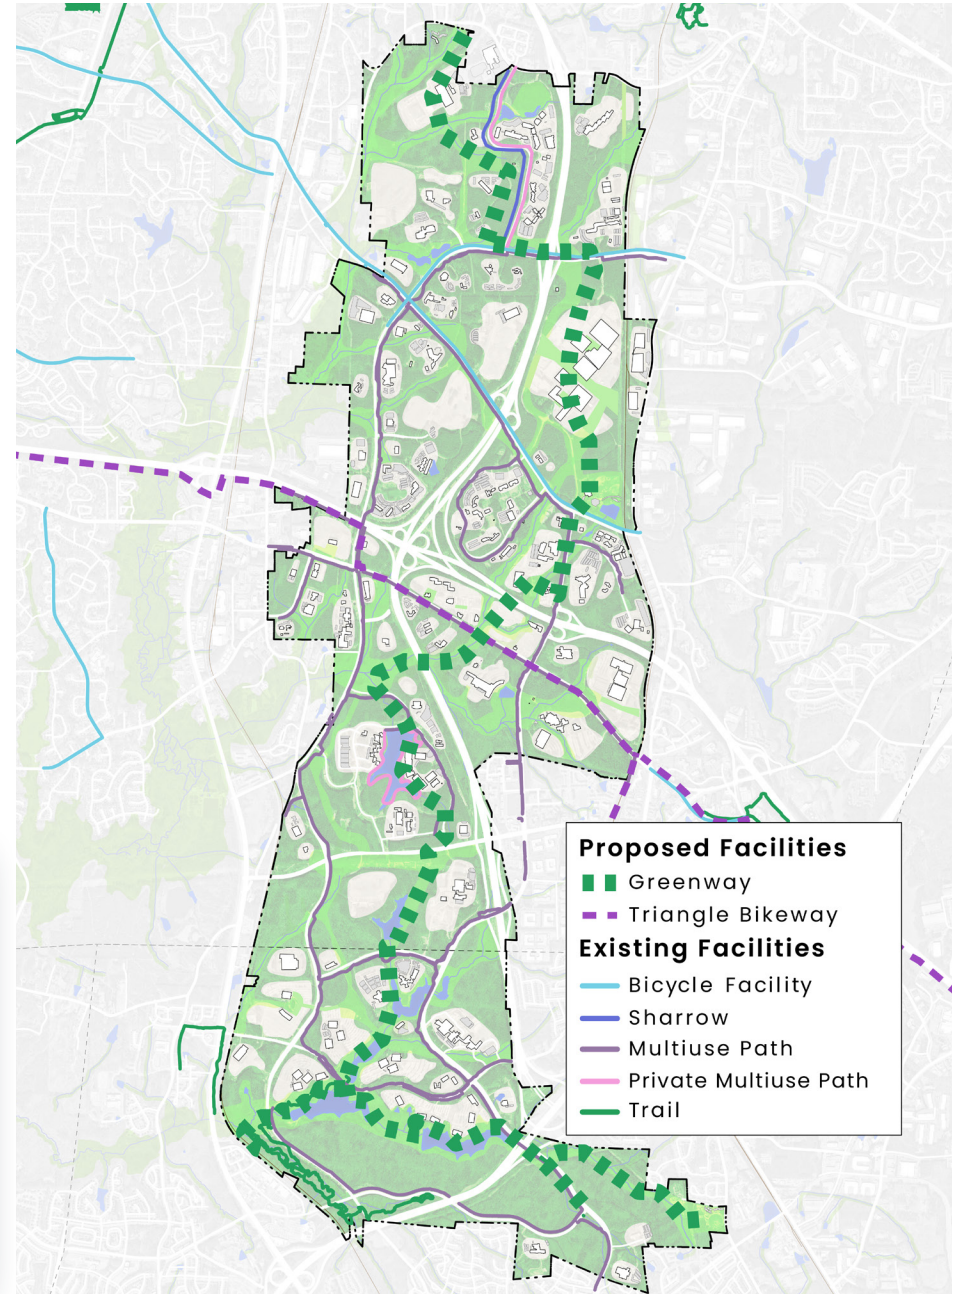 Proposed Facilities
Greenway
Triangle Bikeway
Existing Facilities
Bicycle Facility
Sharrow
Multiuse Path
Private Multiuse Path
Trail